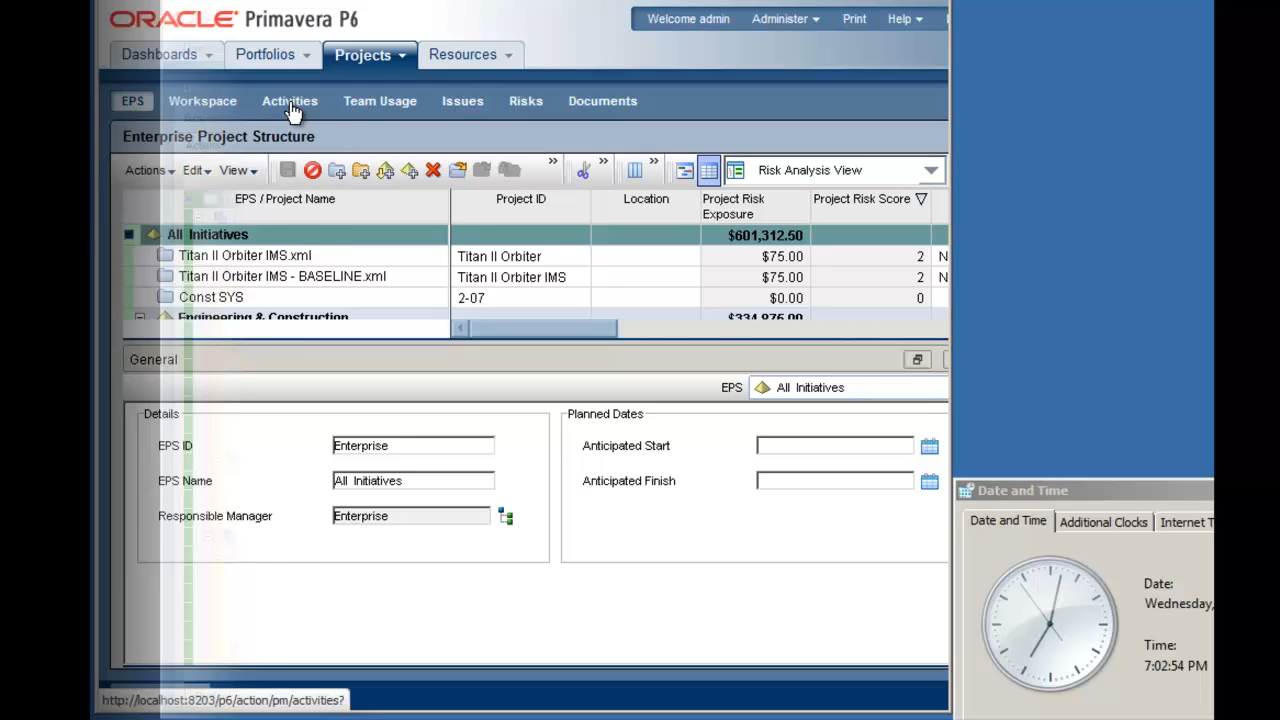 ORACLE Primavera P6
Welcome admin Administer Print Help
Dashboards Portfolios Projects Resources
EPS Workspace Activities Team Usage Issues Risks Documents
Enterprise Project Structure
Actions Edit View » » » Risk Analysis View
EPS / Project Name Project ID Location Project Risk Exposure Project Risk Score
All Initiatives $601,312.50
Titan II Orbiter IMS.xml Titan II Orbiter $75.00 2 N
Titan II Orbiter IMS - BASELINE.xml Titan II Orbiter IMS $75.00 2 N
Const SYS 2-07 $0.00 0
Engineering & Construction
General
EPS All Initiatives
Details
Planned Dates
EPS ID Enterprise
Anticipated Start
EPS Name All Initiatives
Anticipated Finish
Responsible Manager Enterprise
http://localhost:8203/p6/action/pm/activities?
Date and Time
Date and Time Additional Clocks Internet T
Date:
Wednesday,
Time:
7:02:54 PM